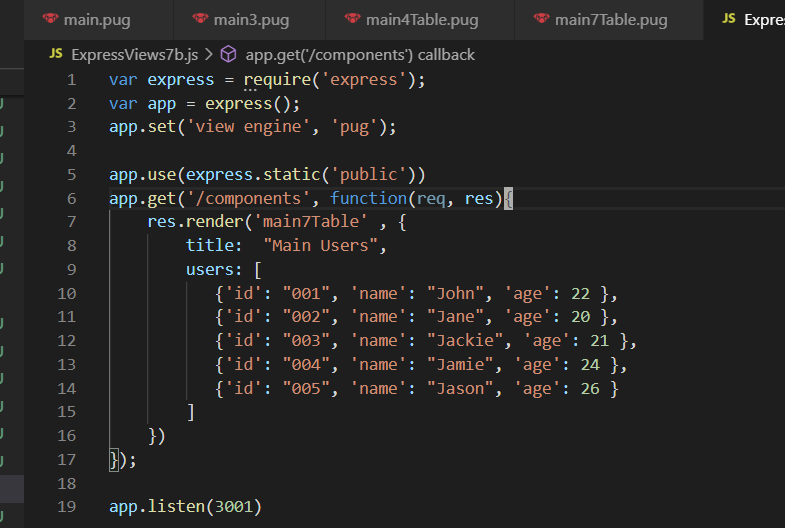 main.pug main3.pug main4Table.pug main7Table.pug JS Expre
JS ExpressViews7b.js > app.get('/components') callback
1 var express = require('express');
2 var app = express();
3 app.set('view engine', 'pug');
4
5 app.use(express.static('public'))
6 app.get('/components', function(req, res){
7 res.render('main7Table' , {
8 title:  "Main Users",
9 users: [
10 {'id': "001", 'name': "John", 'age': 22 },
11 {'id': "002", 'name': "Jane", 'age': 20 },
12 {'id': "003", 'name': "Jackie", 'age': 21 },
13 {'id': "004", 'name': "Jamie", 'age': 24 },
14 {'id': "005", 'name': "Jason", 'age': 26 }
15 ]
16 })
17 });
18
19 app.listen(3001)